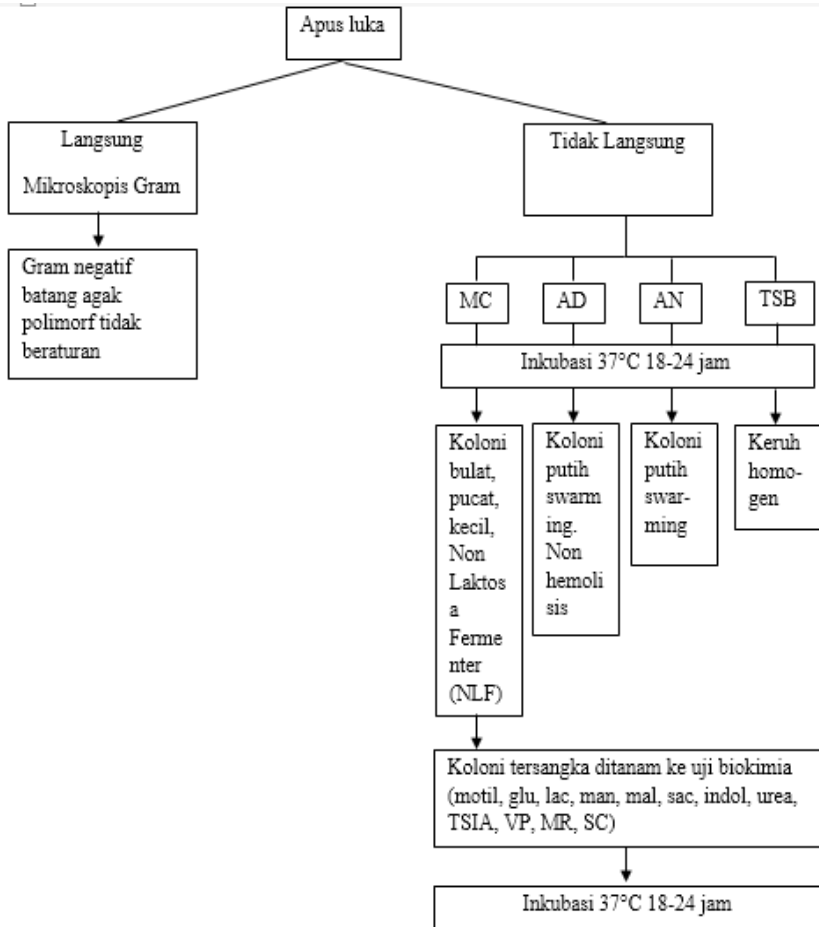 Apus luka
Langsung
Mikroskopis Gram
Tidak Langsung
Gram negatif
batang agak
polimorf tidak
beraturan
MC
AD
AN
TSB
Inkubasi 37°C 18-24 jam
Koloni
bulat,
pucat,
kecil,
Non
Laktos
a
Ferme
nter
(NLF)
Koloni
putih
swarm
ing.
Non
hemoli
sis
Koloni
putih
swar-
ming
Keruh
homo-
gen
Koloni tersangka ditanam ke uji biokimia
(motil, glu, lac, man, mal, sac, indol, urea,
TSIA, VP, MR, SC)
Inkubasi 37°C 18-24 jam